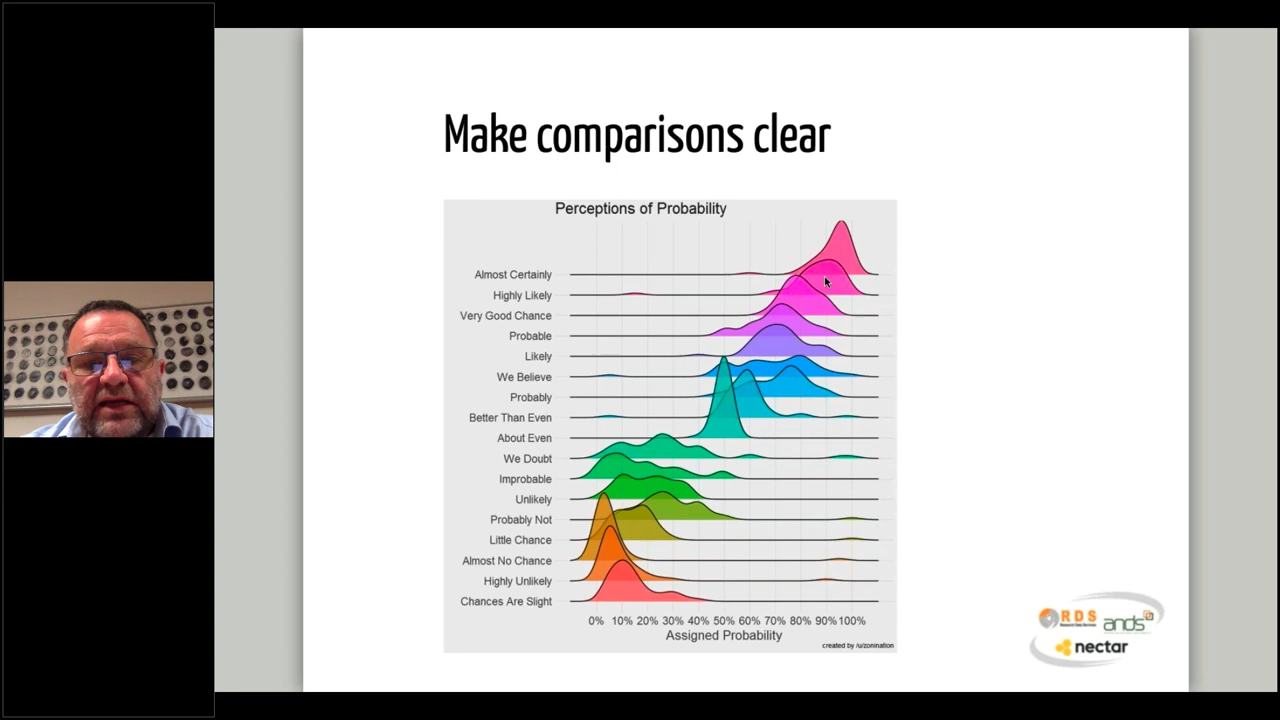 Make comparisons clear
Perceptions of Probability
Almost Certainly
Highly Likely
Very Good Chance
Probable
Likely
We Believe
Probably
Better Than Even
About Even
We Doubt
Improbable
Unlikely
Probably Not
Little Chance
Almost No Chance
Highly Unlikely
Chances Are Slight
0% 10% 20% 30% 40% 50% 60% 70% 80% 90% 100%
Assigned Probability
created by /u/zonination
RDS
ands
nectar